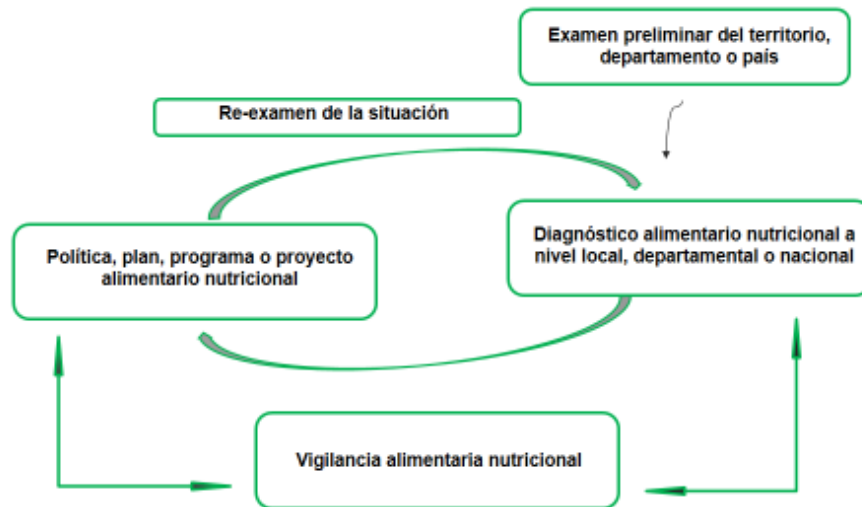 Examen preliminar del territorio,
departamento o país
Re-examen de la situación
Política, plan, programa o proyecto
alimentario nutricional
Diagnóstico alimentario nutricional a
nivel local, departamental o nacional
Vigilancia alimentaria nutricional